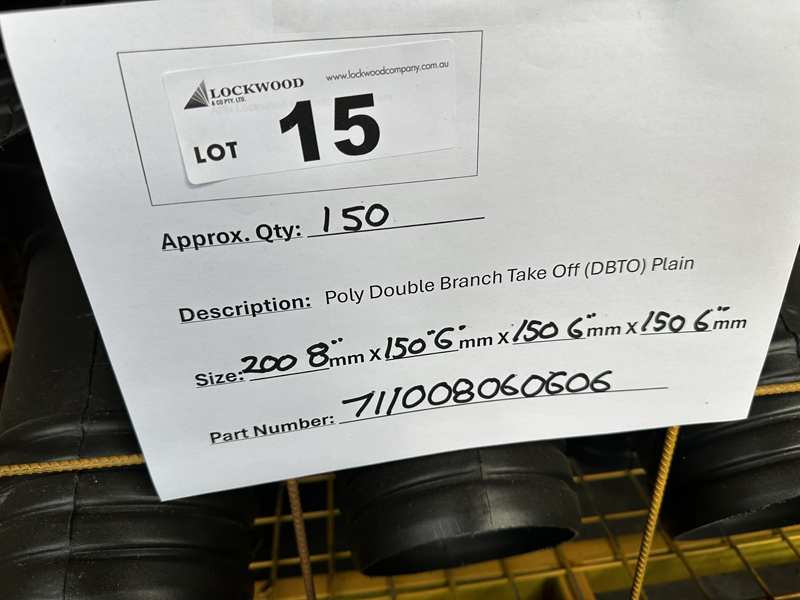 LOCKWOOD
& CO PTY. LTD.
www.lockwoodcompany.com.au
LOT 15
Approx. Qty: 150
Description: Poly Double Branch Take Off (DBTO) Plain
Size: 200 8"mm x 150 "6"mm x 150 6"mm x 150 6"mm
Part Number: 711008060606